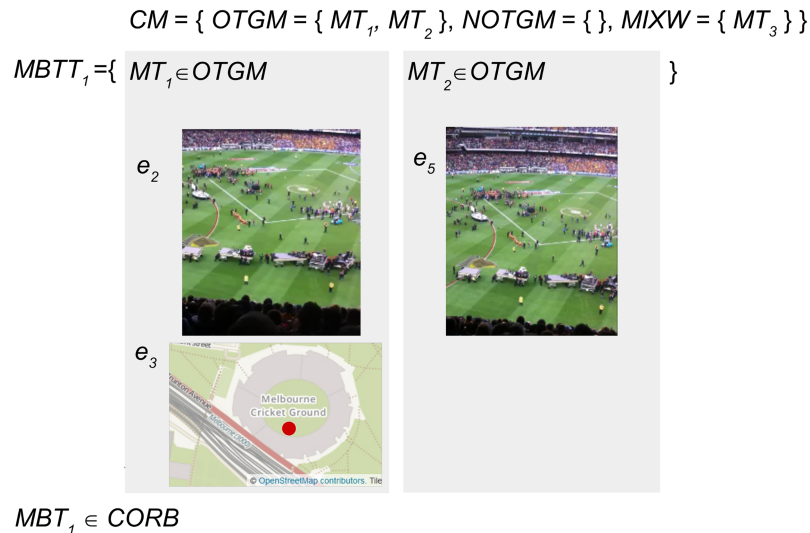 CM = { OTGM = { MT1, MT2 }, NOTGM = { }, MIXW = { MT3 } }
MBTT1 ={ MT1∈OTGM MT2∈OTGM }
e2
e5
e3
Melbourne
Cricket Ground
© OpenStreetMap contributors. Tile
MBT1 ∈ CORB